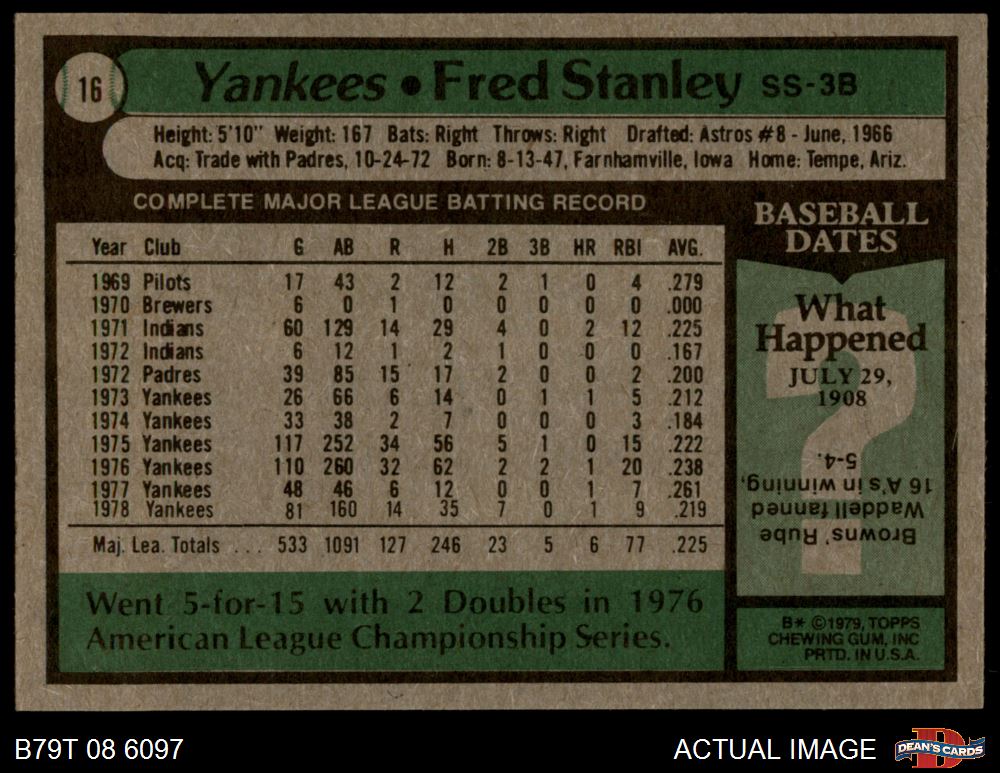 16
Yankees • Fred Stanley SS-3B
Height: 5'10" Weight: 167 Bats: Right Throws: Right Drafted: Astros #8 - June, 1966
Acq: Trade with Padres, 10-24-72 Born: 8-13-47, Farnhamville, Iowa Home: Tempe, Ariz.
COMPLETE MAJOR LEAGUE BATTING RECORD
Year Club G AB R H 2B 3B HR RBI AVG.
1969 Pilots 17 43 2 12 2 1 0 4 .279
1970 Brewers 6 0 1 0 0 0 0 0 .000
1971 Indians 60 129 14 29 4 0 2 12 .225
1972 Indians 6 12 1 2 1 0 0 0 .167
1972 Padres 39 85 15 17 2 0 0 2 .200
1973 Yankees 26 66 6 14 0 1 1 5 .212
1974 Yankees 33 38 2 7 0 0 0 3 .184
1975 Yankees 117 252 34 56 5 1 0 15 .222
1976 Yankees 110 260 32 62 2 2 1 20 .238
1977 Yankees 48 46 6 12 0 0 1 7 .261
1978 Yankees 81 160 14 35 7 0 1 9 .219
Maj. Lea. Totals ... 533 1091 127 246 23 5 6 77 .225
Went 5-for-15 with 2 Doubles in 1976
American League Championship Series.
BASEBALL
DATES
What
Happened
JULY 29,
1908
Browns' Rube
Waddell fanned
16 A's in winning,
5-4.
B* ©1979, TOPPS
CHEWING GUM, INC
PRTD. IN U.S.A.
B79T 08 6097
ACTUAL IMAGE
D
DEAN'S CARDS